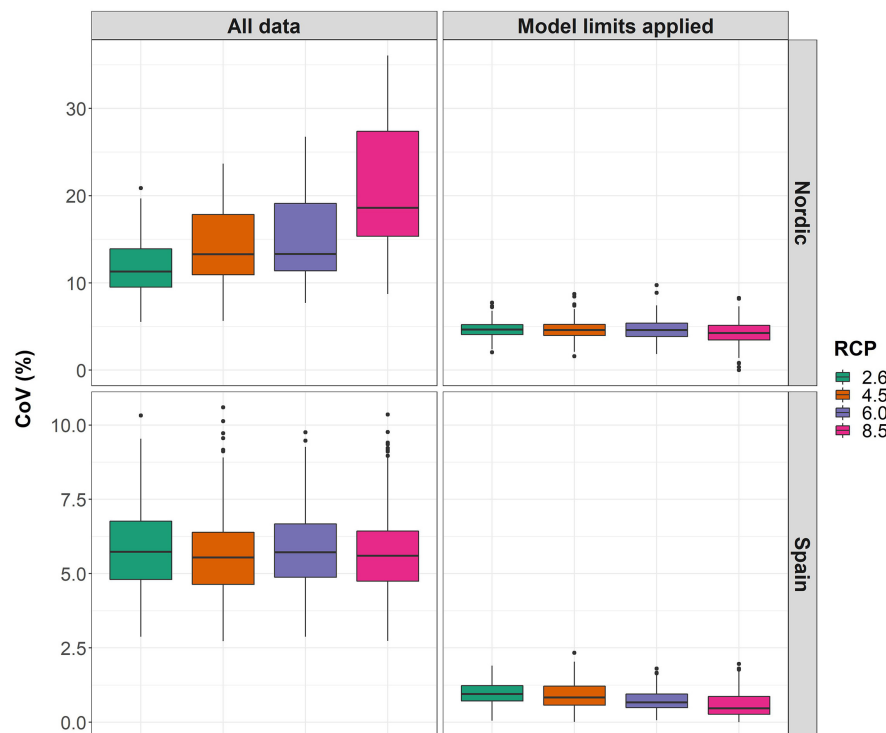 All data
Model limits applied
30
20
10
0
Nordic
CoV (%)
10.0
7.5
5.0
2.5
0.0
Spain
RCP
2.6
4.5
6.0
8.5